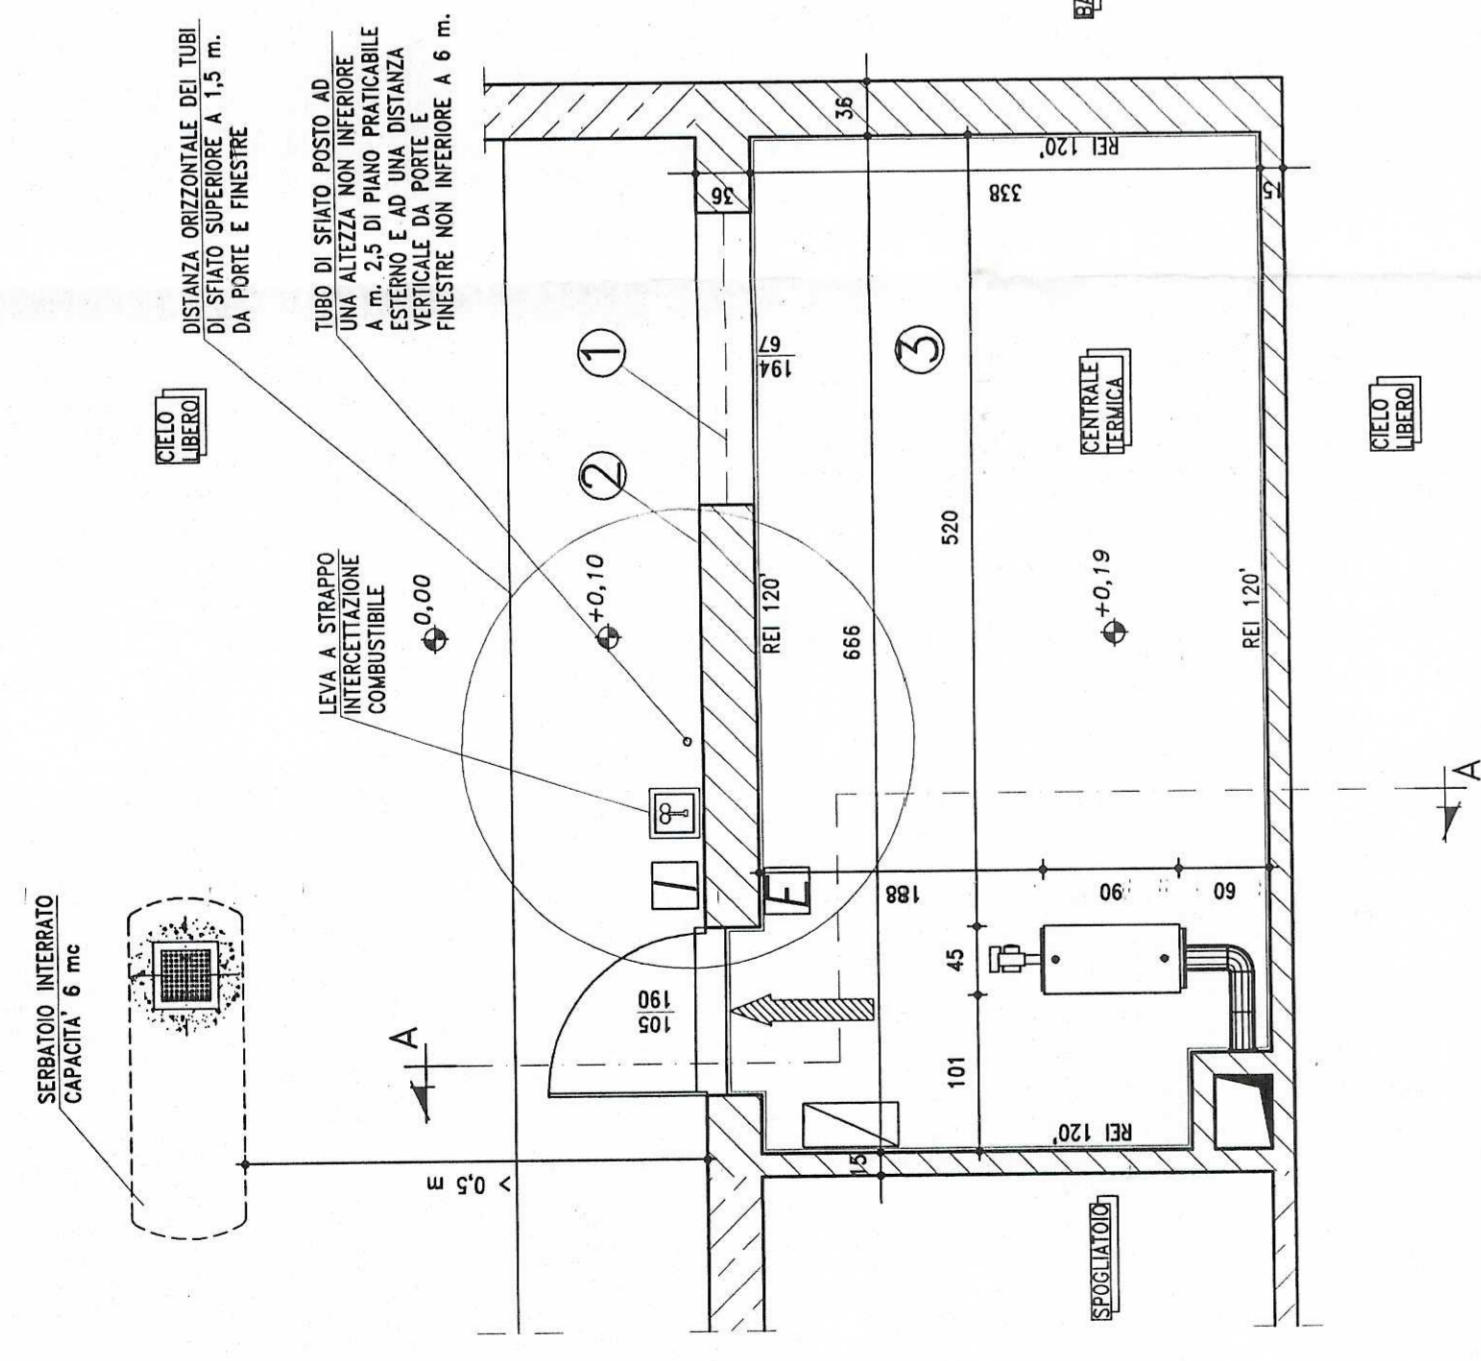 SERBATOIO INTERRATO
CAPACITA' 6 mc
LEVA A STRAPPO
INTERCETTAZIONE
COMBUSTIBILE
CIELO
LIBERO
DISTANZA ORIZZONTALE DEI TUBI
DI SFIATO SUPERIORE A 1,5 m.
DA PORTE E FINESTRE
TUBO DI SFIATO POSTO AD
UNA ALTEZZA NON INFERIORE
A m. 2,5 DI PIANO PRATICABILE
ESTERNO E AD UNA DISTANZA
VERTICALE DA PORTE E
FINESTRE NON INFERIORE A 6 m.
> 0,5 m
A
0,00
+0,10
2
1
I
105
190
E
REI 120'
194
67
36
15
666
36
3
101
45
520
188
90
60
338
REI 120'
REI 120'
+0,19
CENTRALE
TERMICA
SPOGLIATOIO
REI 120'
CIELO
LIBERO
A